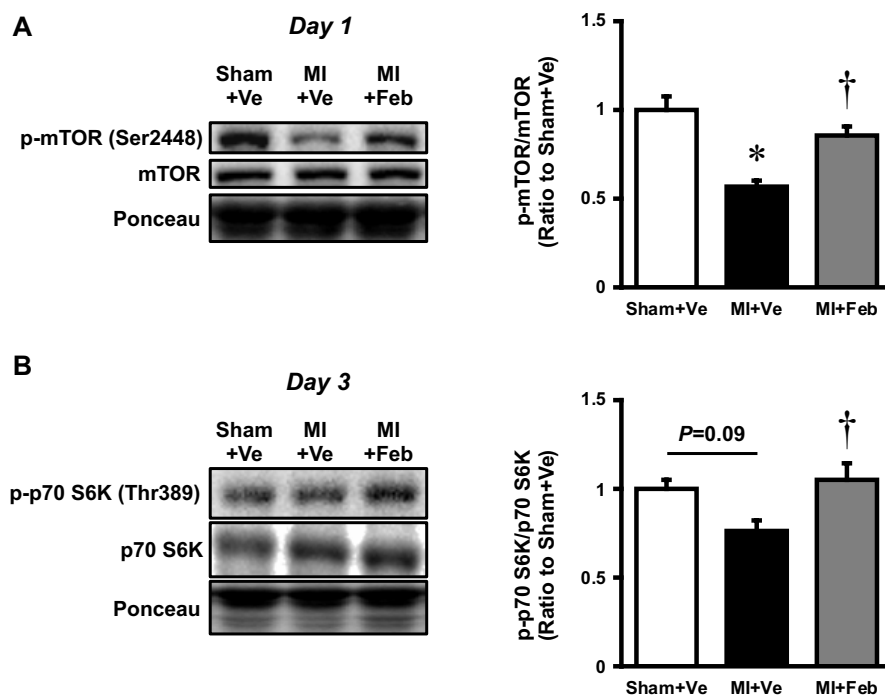 A
Day 1
Sham
+Ve
MI
+Ve
MI
+Feb
p-mTOR (Ser2448)
mTOR
Ponceau
p-mTOR/mTOR
(Ratio to Sham+Ve)
1.5
1
0.5
0
*
†
Sham+Ve
MI+Ve
MI+Feb
B
Day 3
Sham
+Ve
MI
+Ve
MI
+Feb
p-p70 S6K (Thr389)
p70 S6K
Ponceau
p-p70 S6K/p70 S6K
(Ratio to Sham+Ve)
1.5
1
0.5
0
P=0.09
†
Sham+Ve
MI+Ve
MI+Feb